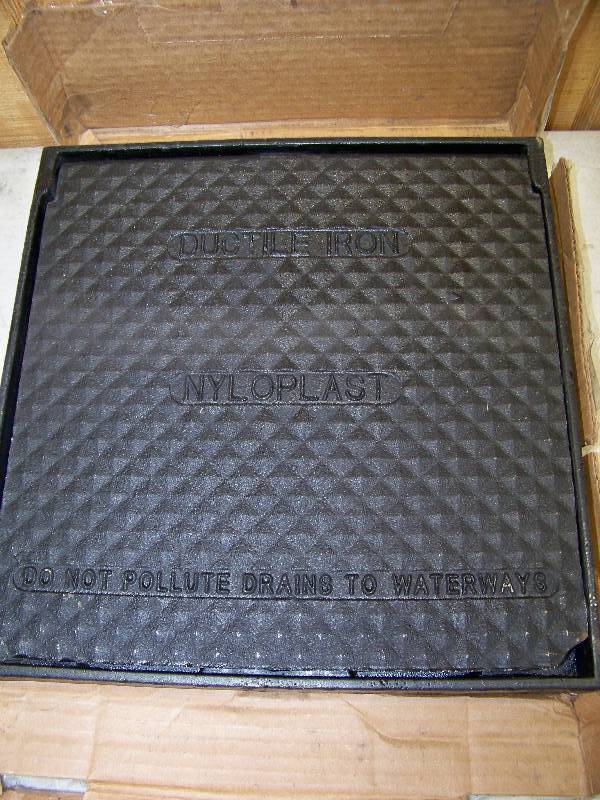 DUCTILE IRON
NYLOPLAST
DO NOT POLLUTE DRAINS TO WATERWAYS